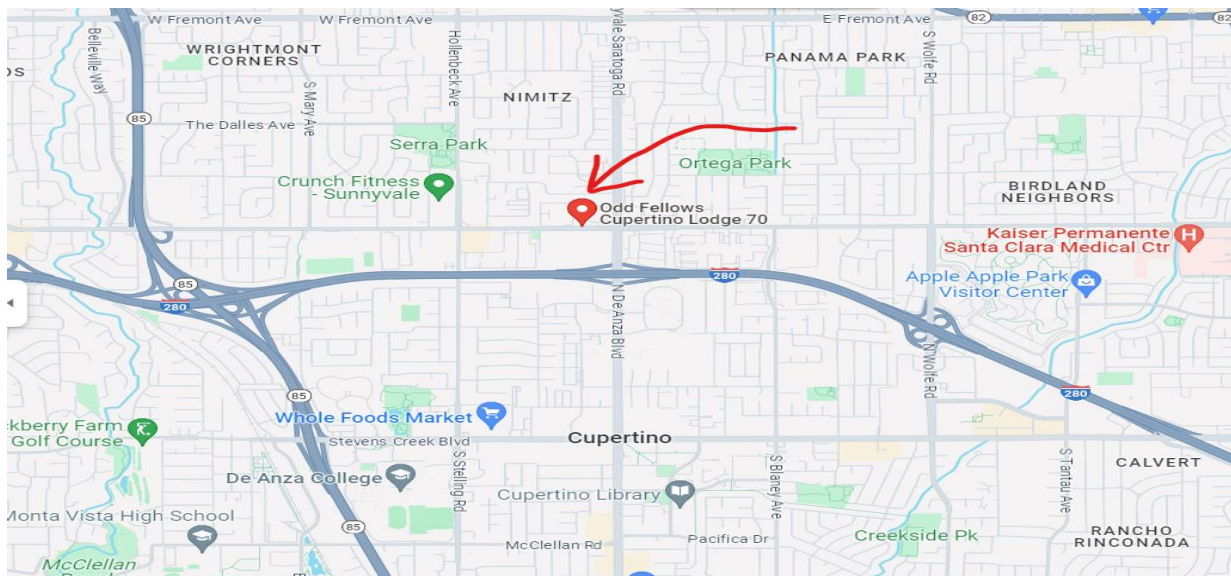 W Fremont Ave
W Fremont Ave
E Fremont Ave
82
82
WRIGHTMONT
CORNERS
Belleville Way
Hollenbeck Ave
yvale Saratoga Rd
S Wolfe Rd
PANAMA PARK
OS
NIMITZ
S Mary Ave
85
The Dalles Ave
Serra Park
Ortega Park
Crunch Fitness
- Sunnyvale
BIRDLAND
NEIGHBORS
Odd Fellows
Cupertino Lodge 70
Kaiser Permanente
Santa Clara Medical Ctr
H
85
280
280
Apple Apple Park
Visitor Center
N De Anza Blvd
N Wolfe Rd
85
280
Whole Foods Market
ckberry Farm
Golf Course
Stevens Creek Blvd
Cupertino
S Stelling Rd
S Blaney Ave
S Tantau Ave
CALVERT
De Anza College
Cupertino Library
Monta Vista High School
85
McClellan Rd
Pacifica Dr
Creekside Pk
RANCHO
RINCONADA
McClellan